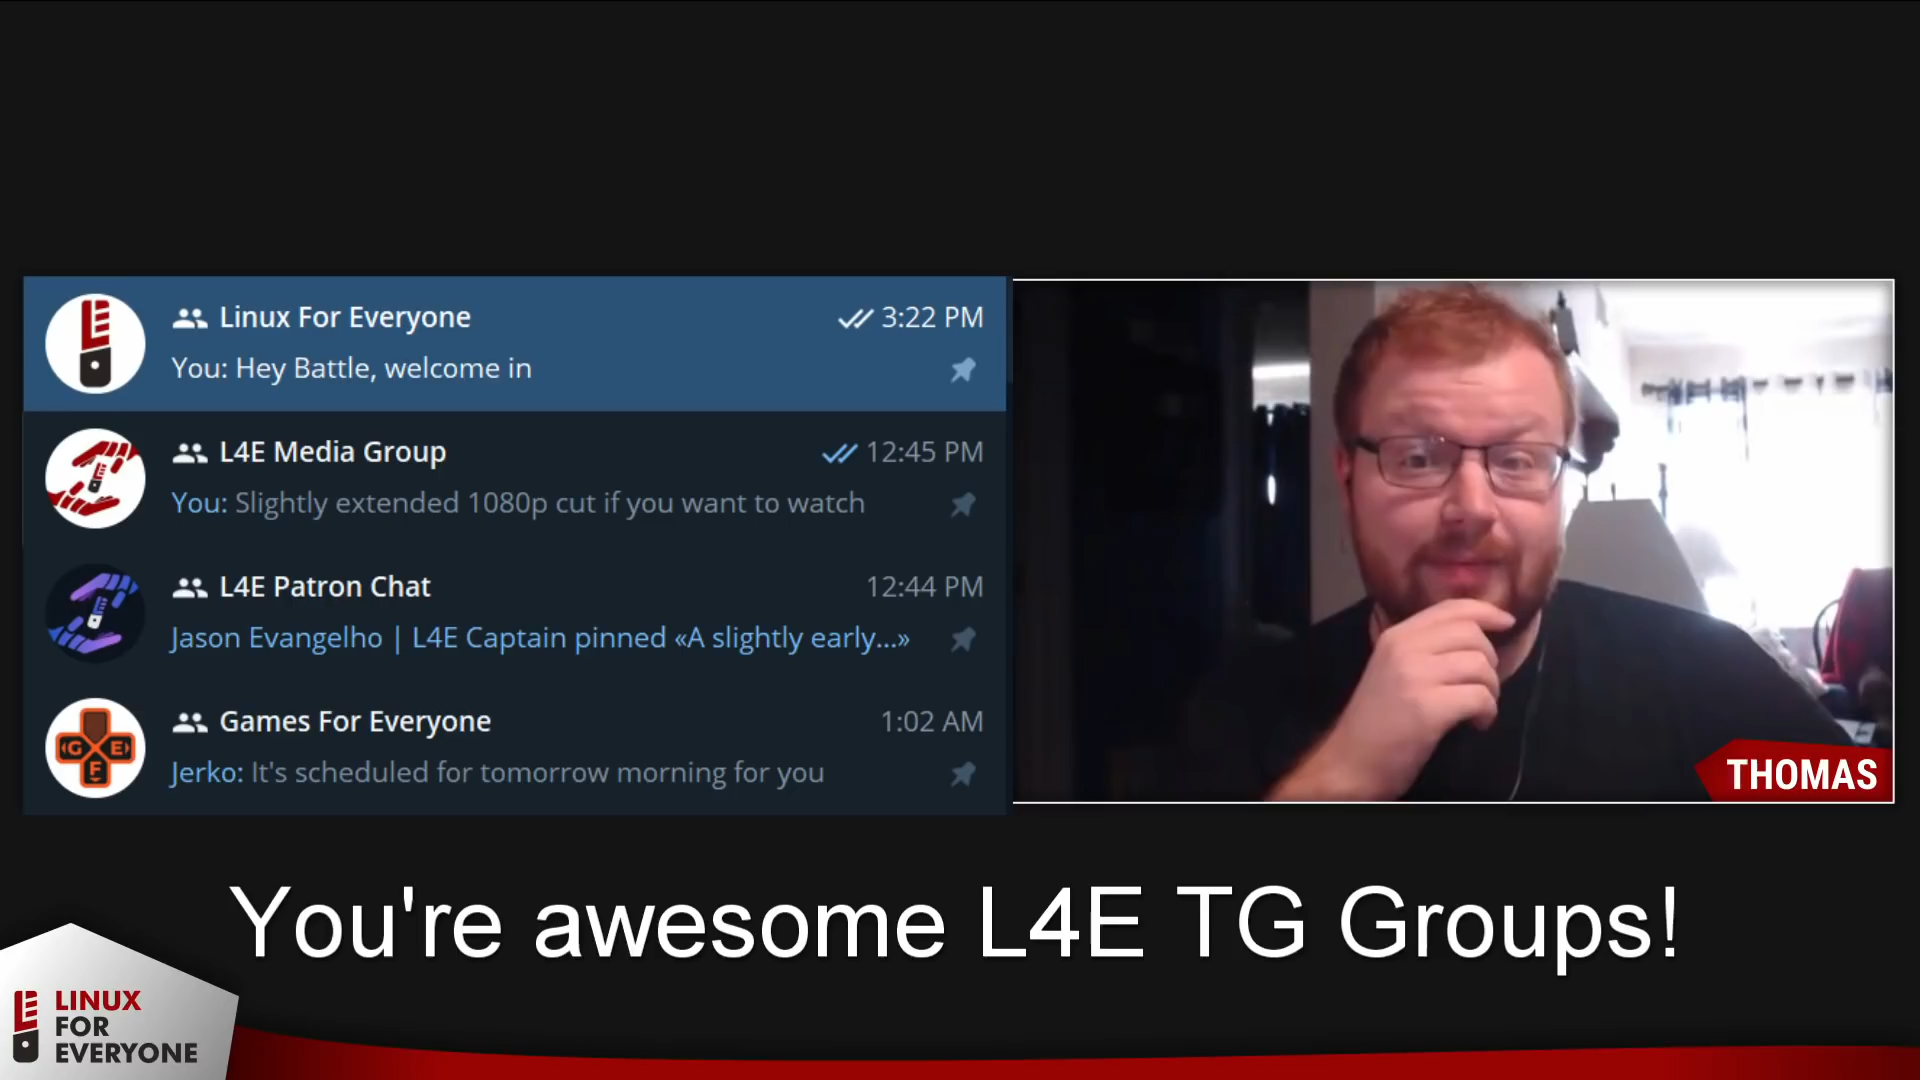 Linux For Everyone
3:22 PM
You: Hey Battle, welcome in
L4E Media Group
12:45 PM
You: Slightly extended 1080p cut if you want to watch
L4E Patron Chat
12:44 PM
Jason Evangelho | L4E Captain pinned «A slightly early...»
G E
F
Games For Everyone
1:02 AM
Jerko: It's scheduled for tomorrow morning for you
THOMAS
You're awesome L4E TG Groups!
LINUX
FOR
EVERYONE